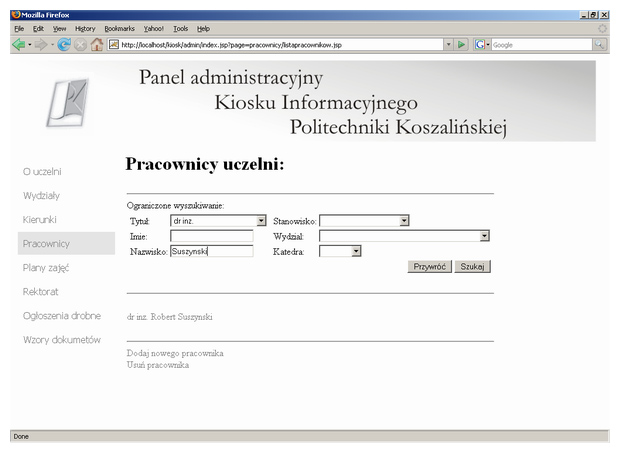 Mozilla Firefox
File Edit View History Bookmarks Yahoo! Tools Help
http://localhost/kiosk/admin/index.jsp?page=pracownicy/listapracownikow.jsp
G Google
Panel administracyjny
Kiosku Informacyjnego
Politechniki Koszalińskiej
Pracownicy uczelni:
O uczelni
Wydziały
Kierunki
Pracownicy
Plany zajęć
Rektorat
Ogłoszenia drobne
Wzory dokumetów
Ograniczone wyszukiwanie:
Tytuł: dr inż. Stanowisko:
Imie: Wydział:
Nazwisko: Suszynski Katedra:
Przywróć Szukaj
dr inż. Robert Suszynski
Dodaj nowego pracownika
Usuń pracownika
Done